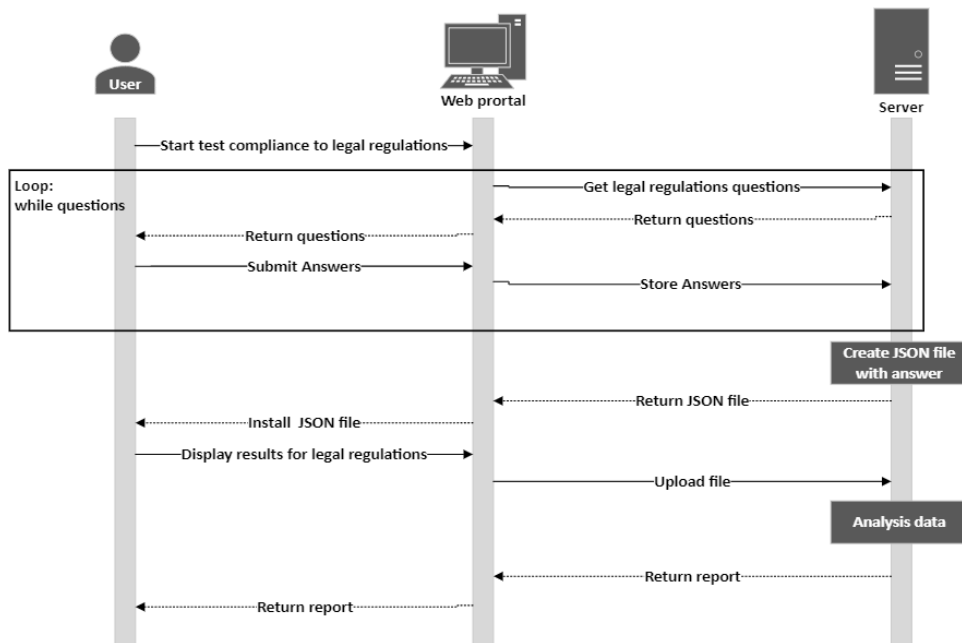 User
Web prortal
Server
Start test compliance to legal regulations
Loop:
while questions
Get legal regulations questions
Return questions
Return questions
Submit Answers
Store Answers
Create JSON file
with answer
Return JSON file
Install JSON file
Display results for legal regulations
Upload file
Analysis data
Return report
Return report